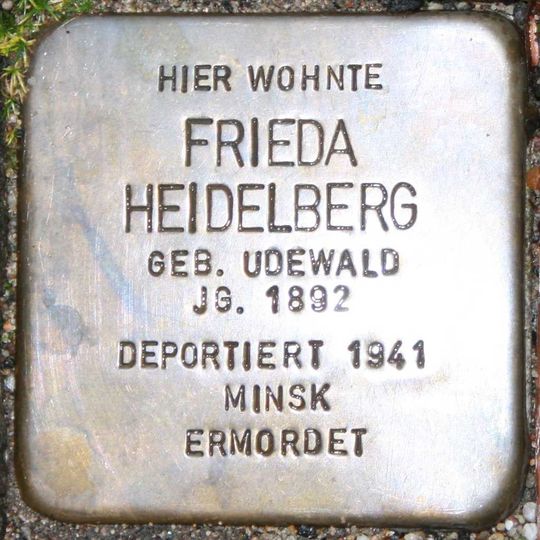 HIER WOHNTE
FRIEDA
HEIDELBERG
GEB. UDEWALD
JG. 1892
DEPORTIERT 1941
MINSK
ERMORDET